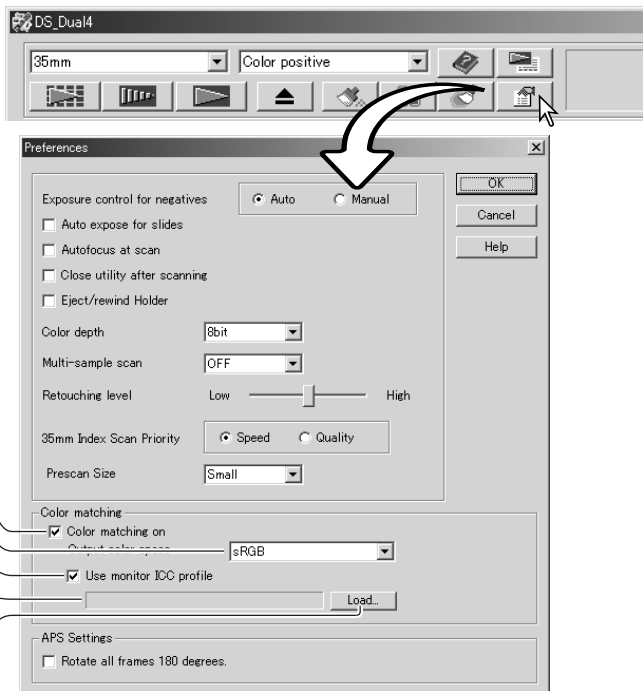 DS_Dual4
35mm Color positive
Preferences
Exposure control for negatives Auto Manual
OK
Auto expose for slides
Cancel
Autofocus at scan
Help
Close utility after scanning
Eject/rewind Holder
Color depth 8bit
Multi-sample scan OFF
Retouching level Low High
35mm Index Scan Priority Speed Quality
Prescan Size Small
Color matching
Color matching on
Output color space sRGB
Use monitor ICC profile
Load...
APS Settings
Rotate all frames 180 degrees.